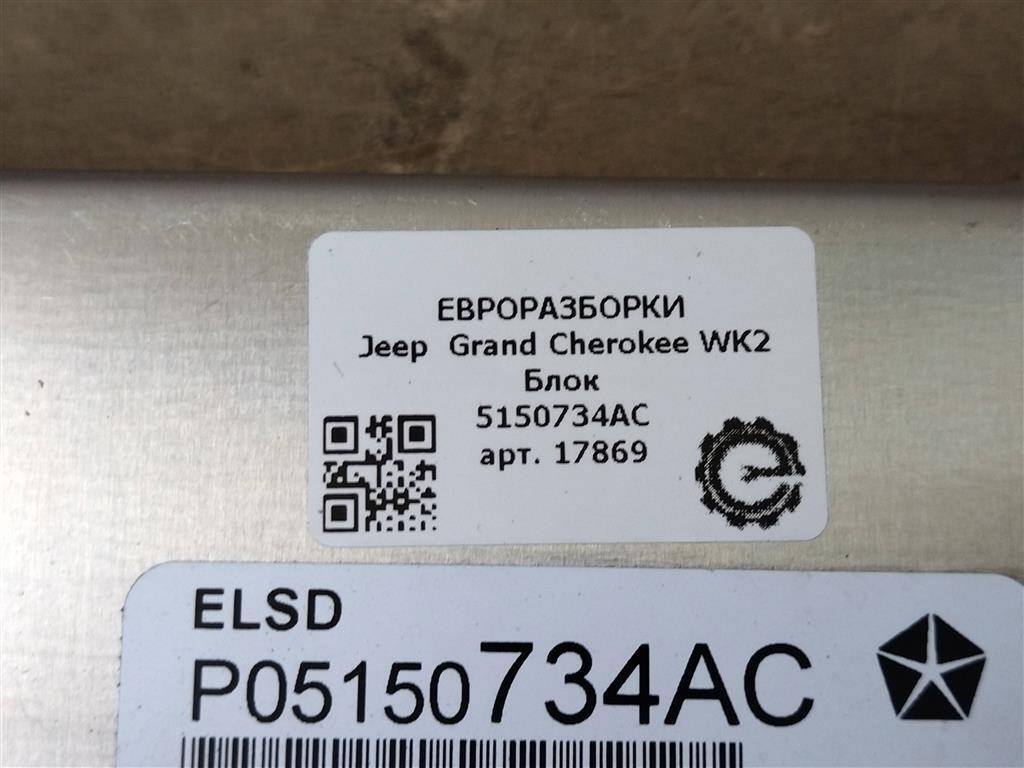 ЕВРОРАЗБОРКИ
Jeep Grand Cherokee WK2
Блок
5150734AC
арт. 17869
ELSD
P05150734AC